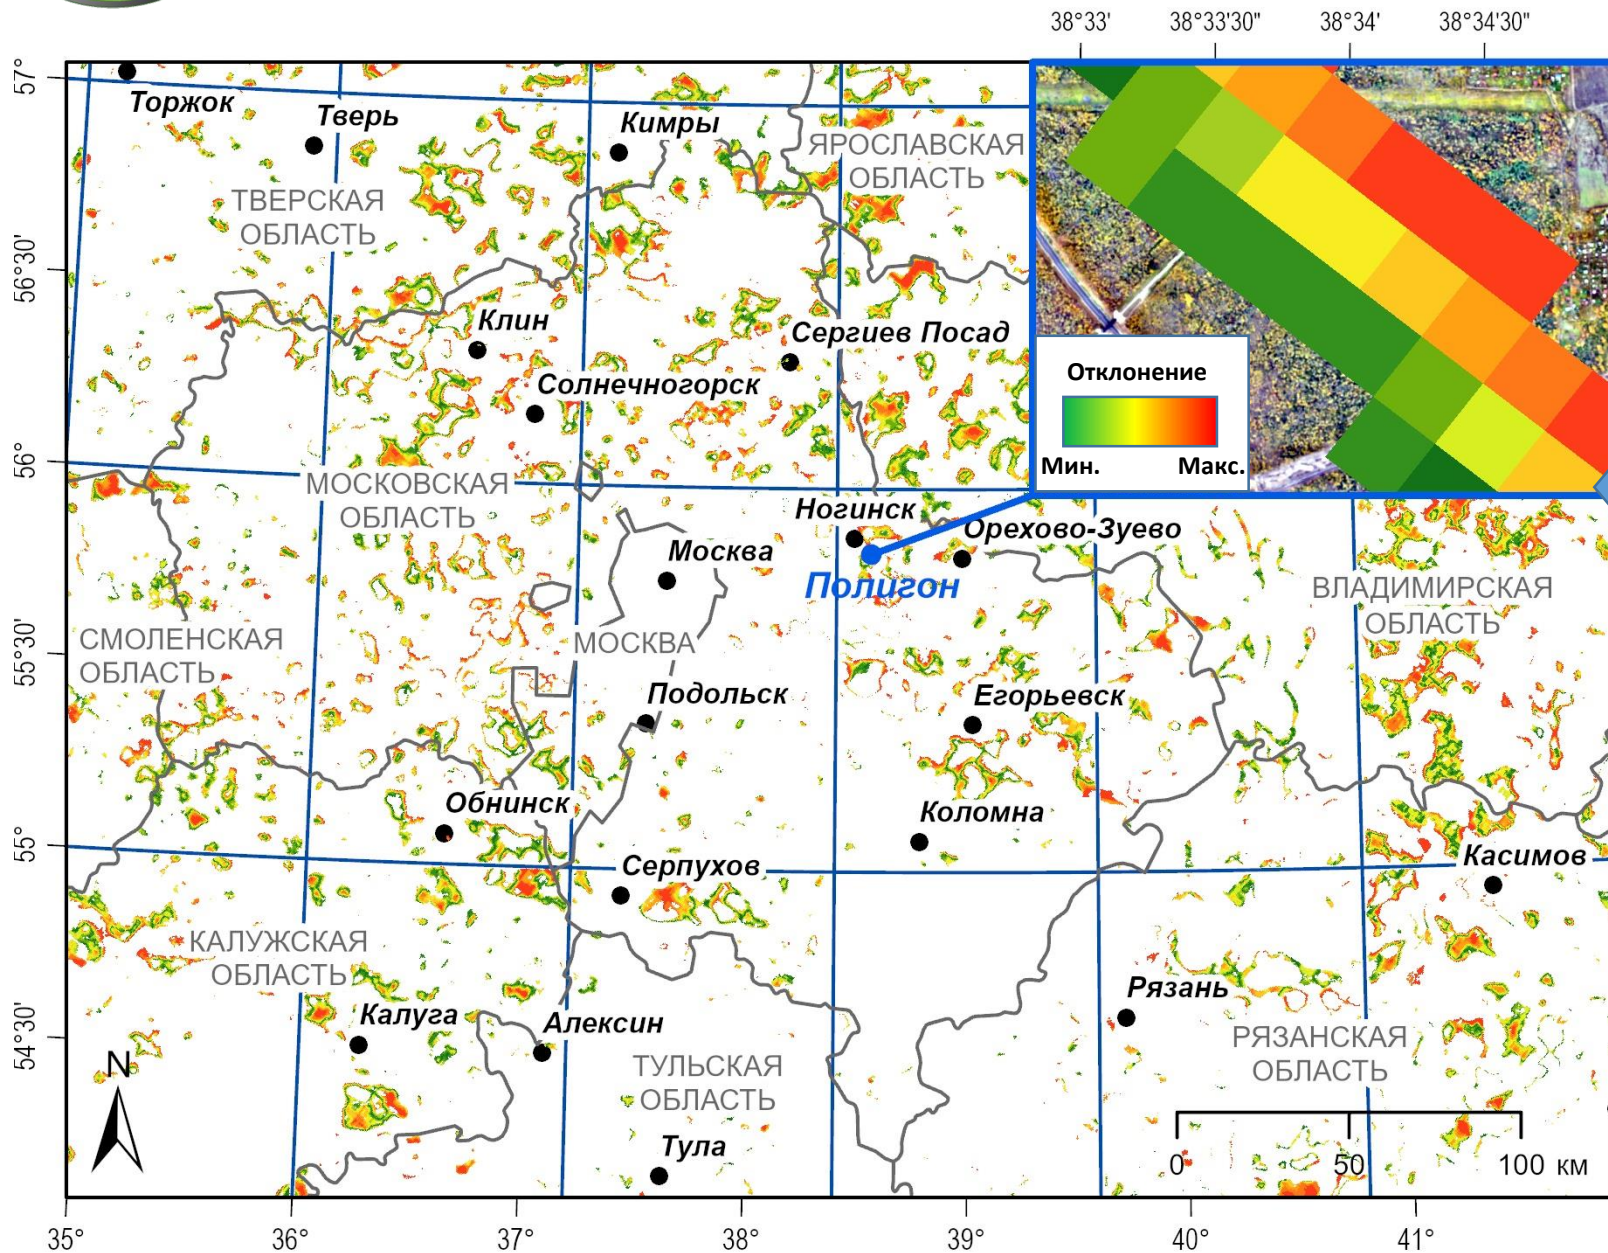 38°33' 38°33'30" 38°34' 38°34'30"
57°
Торжок
Тверь
Кимры
ЯРОСЛАВСКАЯ
ОБЛАСТЬ
ТВЕРСКАЯ
ОБЛАСТЬ
56°30'
Клин
Сергиев Посад
Солнечногорск
Отклонение
Мин. Макс.
56°
МОСКОВСКАЯ
ОБЛАСТЬ
Ногинск
Орехово-Зуево
Москва
Полигон
ВЛАДИМИРСКАЯ
ОБЛАСТЬ
СМОЛЕНСКАЯ
ОБЛАСТЬ
МОСКВА
55°30'
Подольск
Егорьевск
Обнинск
Коломна
55°
Серпухов
Касимов
КАЛУЖСКАЯ
ОБЛАСТЬ
Калуга
Алексин
Рязань
54°30'
РЯЗАНСКАЯ
ОБЛАСТЬ
ТУЛЬСКАЯ
ОБЛАСТЬ
N
Тула
0 50 100 км
35° 36° 37° 38° 39° 40° 41°